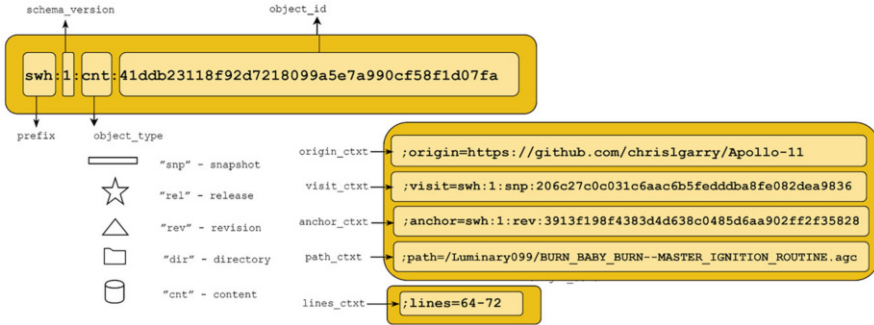 schema_version
object_id
swh:1:cnt:41ddb23118f92d7218099a5e7a990cf58f1d07fa
prefix
object_type
"snp" - snapshot
"rel" - release
"rev" - revision
"dir" - directory
"cnt" - content
origin_ctxt
;origin=https://github.com/chrislgarry/Apollo-11
visit_ctxt
;visit=swh:1:snp:206c27c0c031c6aac6b5fedddba8fe082dea9836
anchor_ctxt
;anchor=swh:1:rev:3913f198f4383d4d638c0485d6aa902ff2f35828
path_ctxt
;path=/Luminary099/BURN_BABY_BURN--MASTER_IGNITION_ROUTINE.agc
lines_ctxt
;lines=64-72